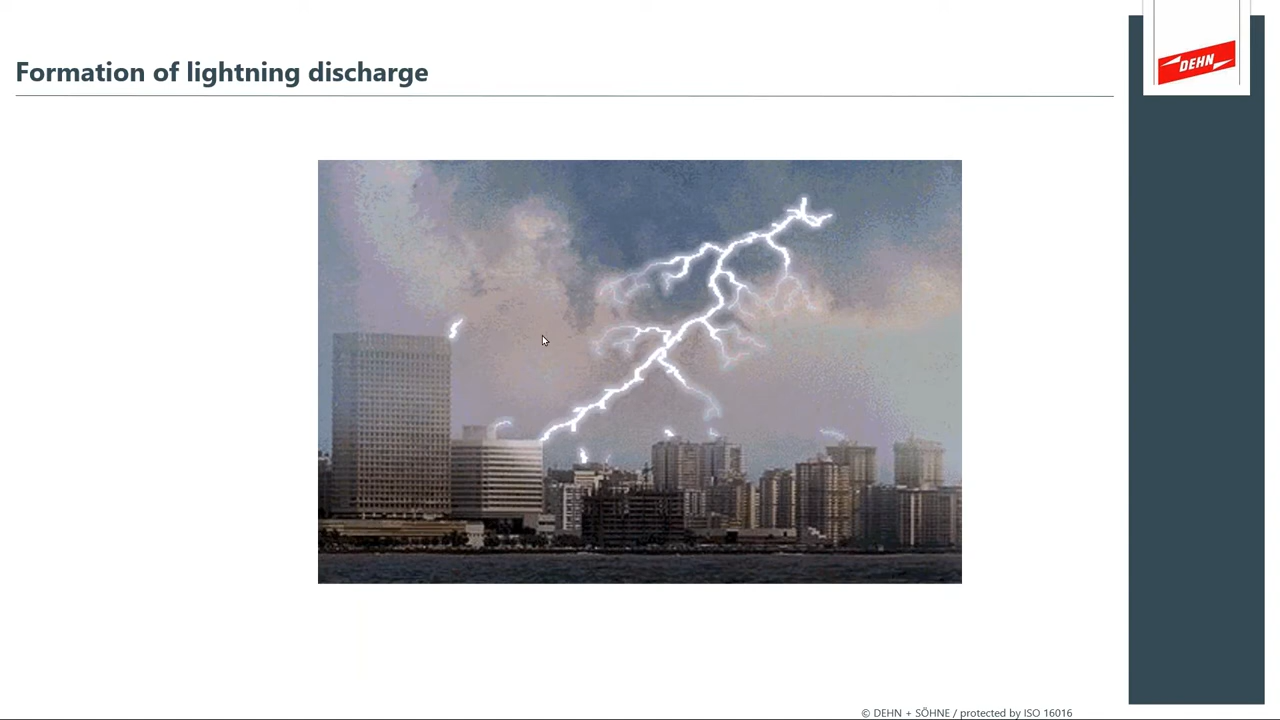 Formation of lightning discharge
DEHN
© DEHN + SÖHNE / protected by ISO 16016